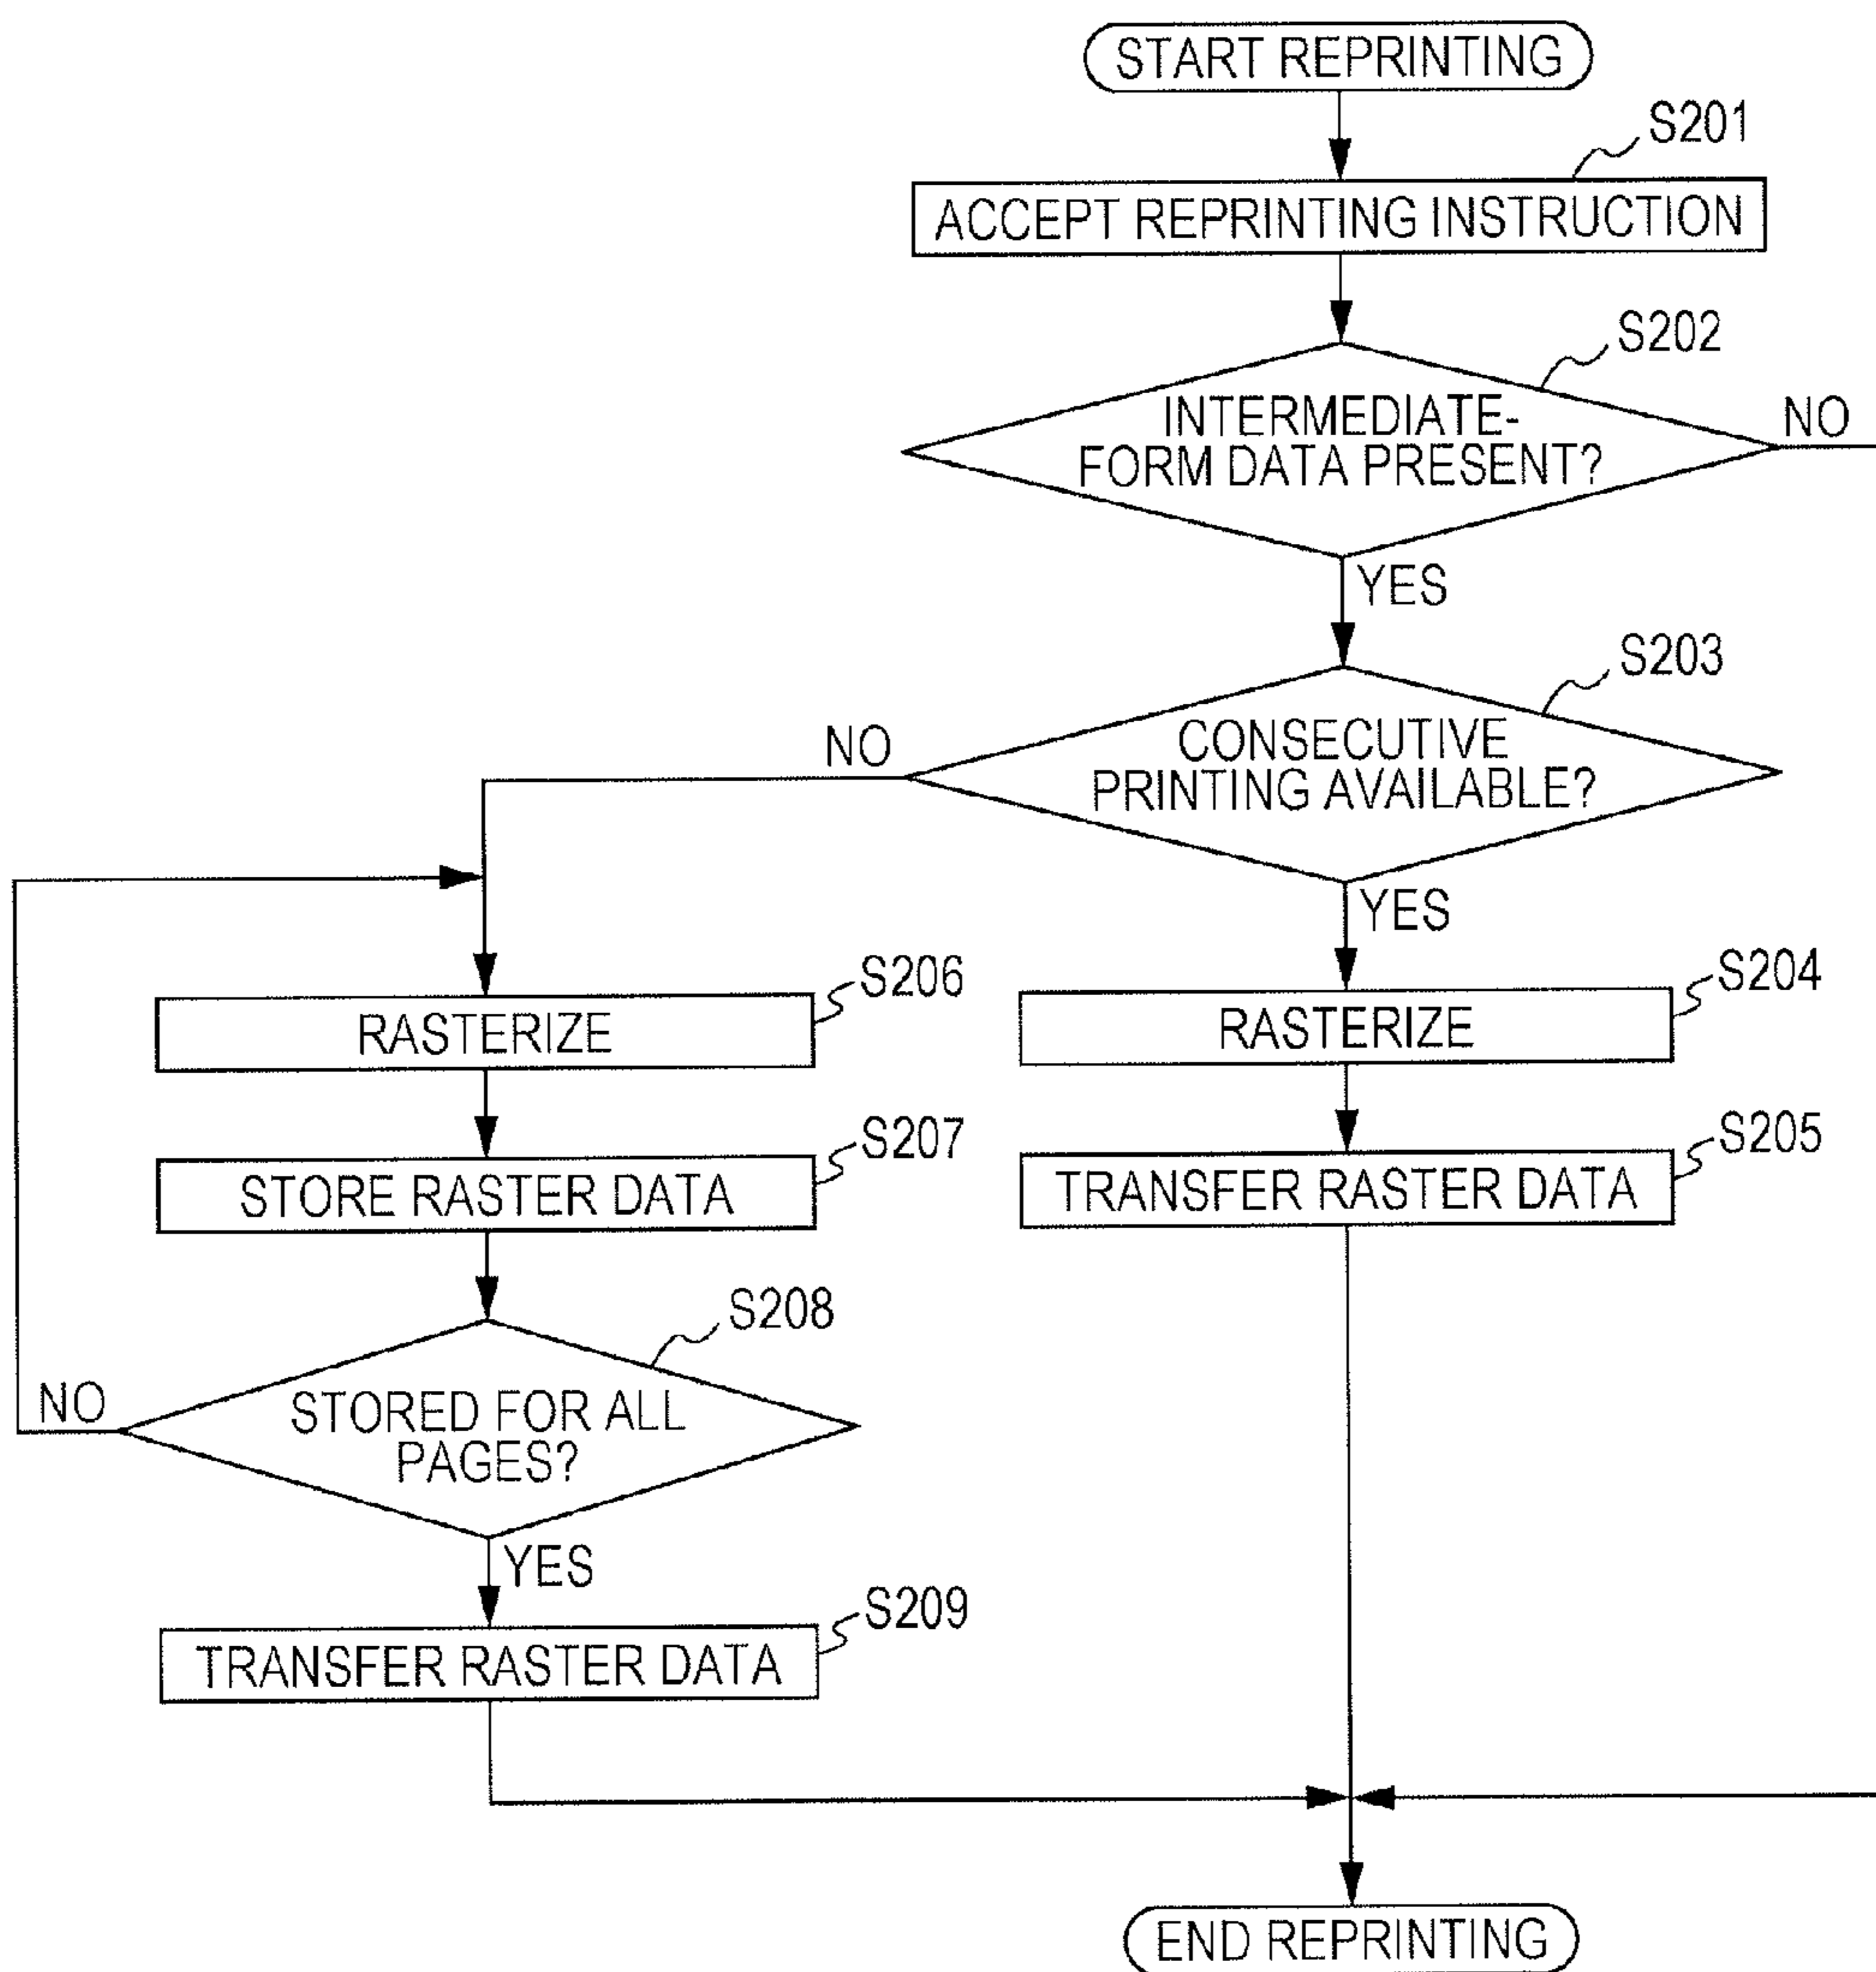 START REPRINTING
S201
ACCEPT REPRINTING INSTRUCTION
S202
INTERMEDIATE-
FORM DATA PRESENT?
NO
YES
S203
CONSECUTIVE
PRINTING AVAILABLE?
NO
YES
S206
RASTERIZE
S204
RASTERIZE
S207
STORE RASTER DATA
S205
TRANSFER RASTER DATA
S208
STORED FOR ALL
PAGES?
NO
YES
S209
TRANSFER RASTER DATA
END REPRINTING